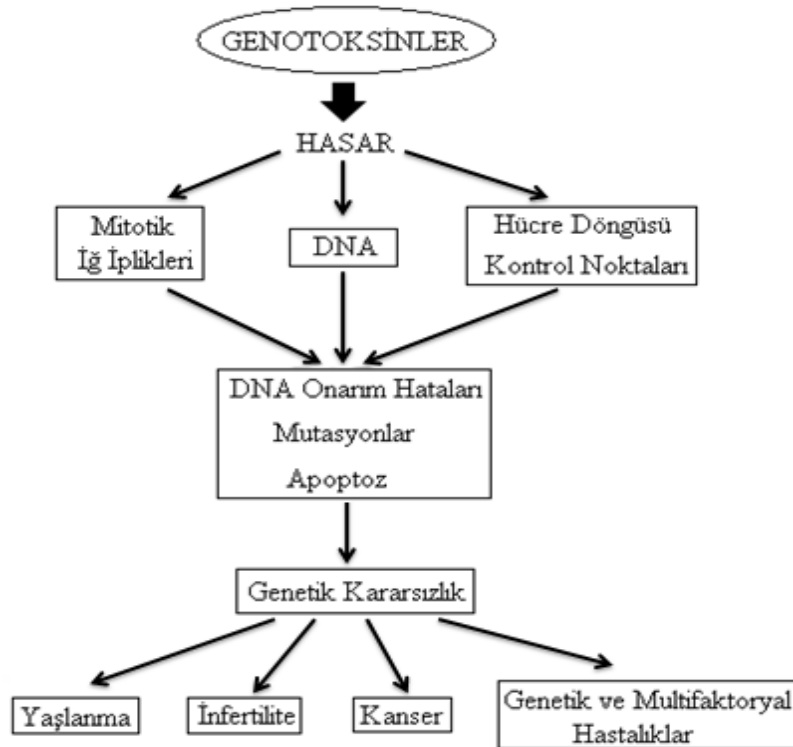 GENOTOKSİNLER
HASAR
Mitotik
İğ İplikleri
DNA
Hücre Döngüsü
Kontrol Noktaları
DNA Onarım Hataları
Mutasyonlar
Apoptoz
Genetik Kararsızlık
Yaşlanma
İnfertilite
Kanser
Genetik ve Multifaktoryal
Hastalıklar